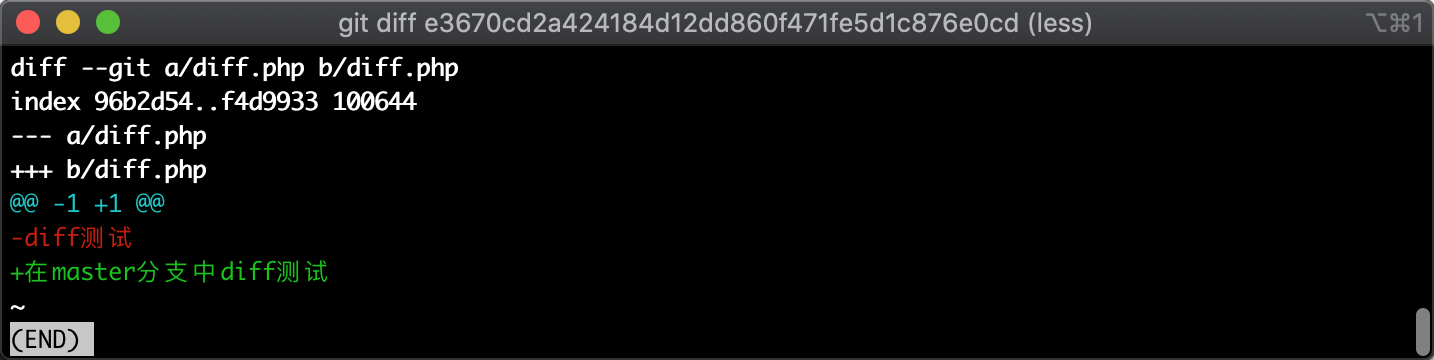 git diff e3670cd2a424184d12dd860f471fe5d1c876e0cd (less)
⌥⌘1
diff --git a/diff.php b/diff.php
index 96b2d54..f4d9933 100644
--- a/diff.php
+++ b/diff.php
@@ -1 +1 @@
-diff测试
+在master分支中diff测试
~
(END)